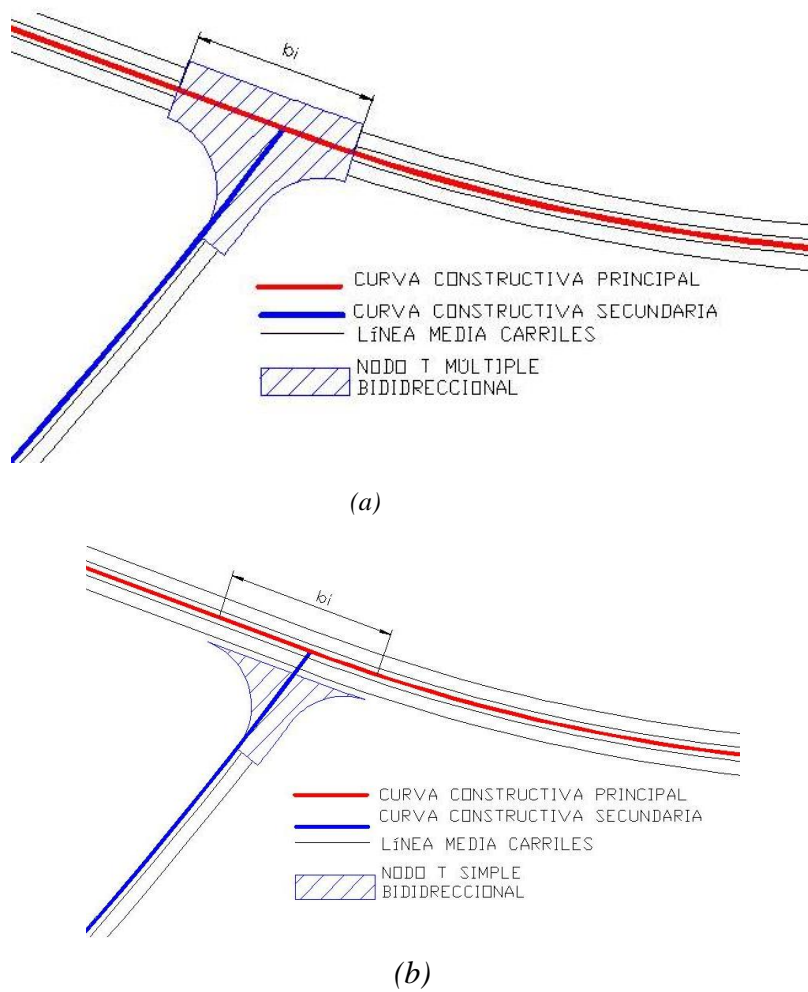 bi
CURVA CONSTRUCTIVA PRINCIPAL
CURVA CONSTRUCTIVA SECUNDARIA
LÍNEA MEDIA CARRILES
NODO T MÚLTIPLE
BIDIDRECCIONAL
(a)
bi
CURVA CONSTRUCTIVA PRINCIPAL
CURVA CONSTRUCTIVA SECUNDARIA
LÍNEA MEDIA CARRILES
NODO T SIMPLE
BIDIDRECCIONAL
(b)